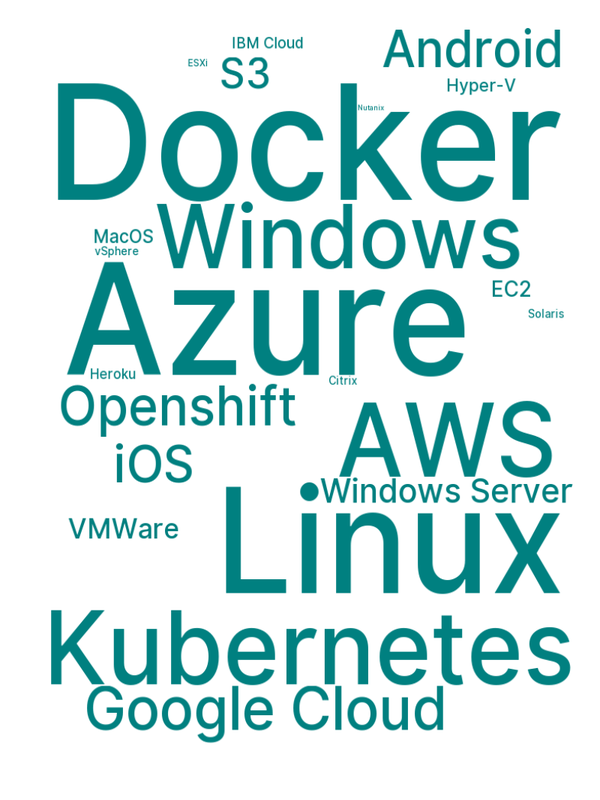 IBM Cloud
Android
ESXi
S3
Hyper-V
Docker
Nutanix
Windows
MacOS
vSphere
Azure
EC2
Solaris
Heroku
Citrix
Openshift
AWS
iOS
Windows Server
Linux
VMWare
Kubernetes
Google Cloud